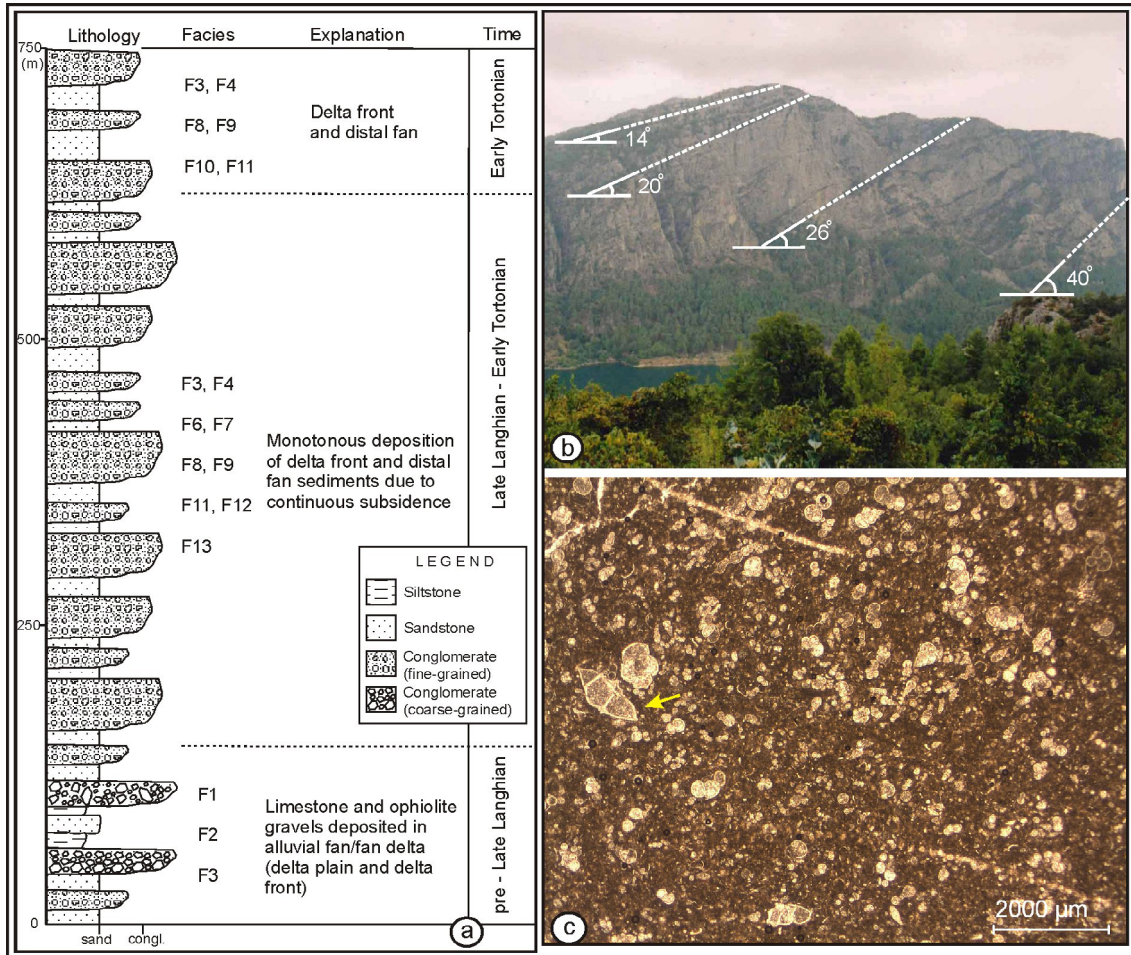 Lithology Facies Explanation Time
750
(m)
F3, F4
F8, F9
F10, F11
Delta front
and distal fan
Early Tortonian
500
F3, F4
F6, F7
F8, F9
F11, F12
F13
Monotonous deposition
of delta front and distal
fan sediments due to
continuous subsidence
Late Langhian - Early Tortonian
LEGEND
Siltstone
Sandstone
Conglomerate
(fine-grained)
Conglomerate
(coarse-grained)
250
F1
F2
F3
Limestone and ophiolite
gravels deposited in
alluvial fan/fan delta
(delta plain and delta
front)
pre - Late Langhian
0
sand congl.
a
14°
20°
26°
40°
b
2000 µm
c